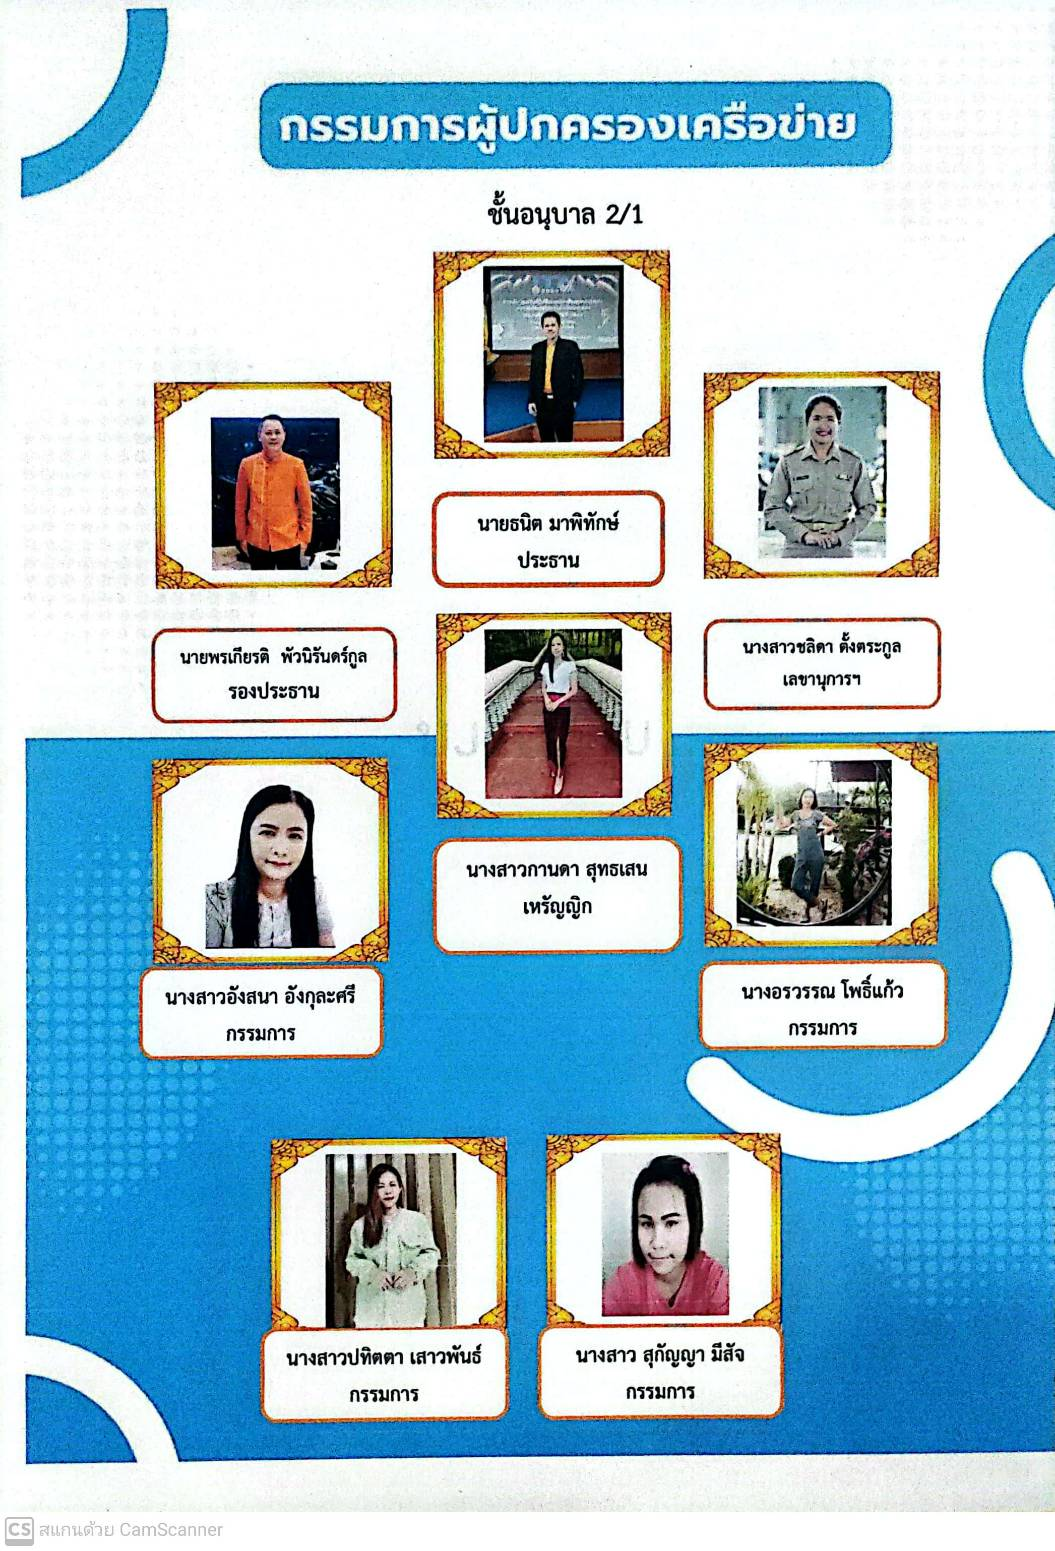 กรรมการผู้ปกครองเครือข่าย
ชั้นอนุบาล 2/1
นายธนิต มาพิทักษ์
ประธาน
นายพรเกียรติ พัวนิรันดร์กูล
รองประธาน
นางสาวชลิดา ตั้งตระกูล
เลขานุการฯ
นางสาวกานดา สุทธเสน
เหรัญญิก
นางสาวอังสนา อังกุละศรี
กรรมการ
นางอรวรรณ โพธิ์แก้ว
กรรมการ
นางสาวปทิตตา เสาวพันธ์
กรรมการ
นางสาว สุกัญญา มีสัจ
กรรมการ
CS สแกนด้วย CamScanner